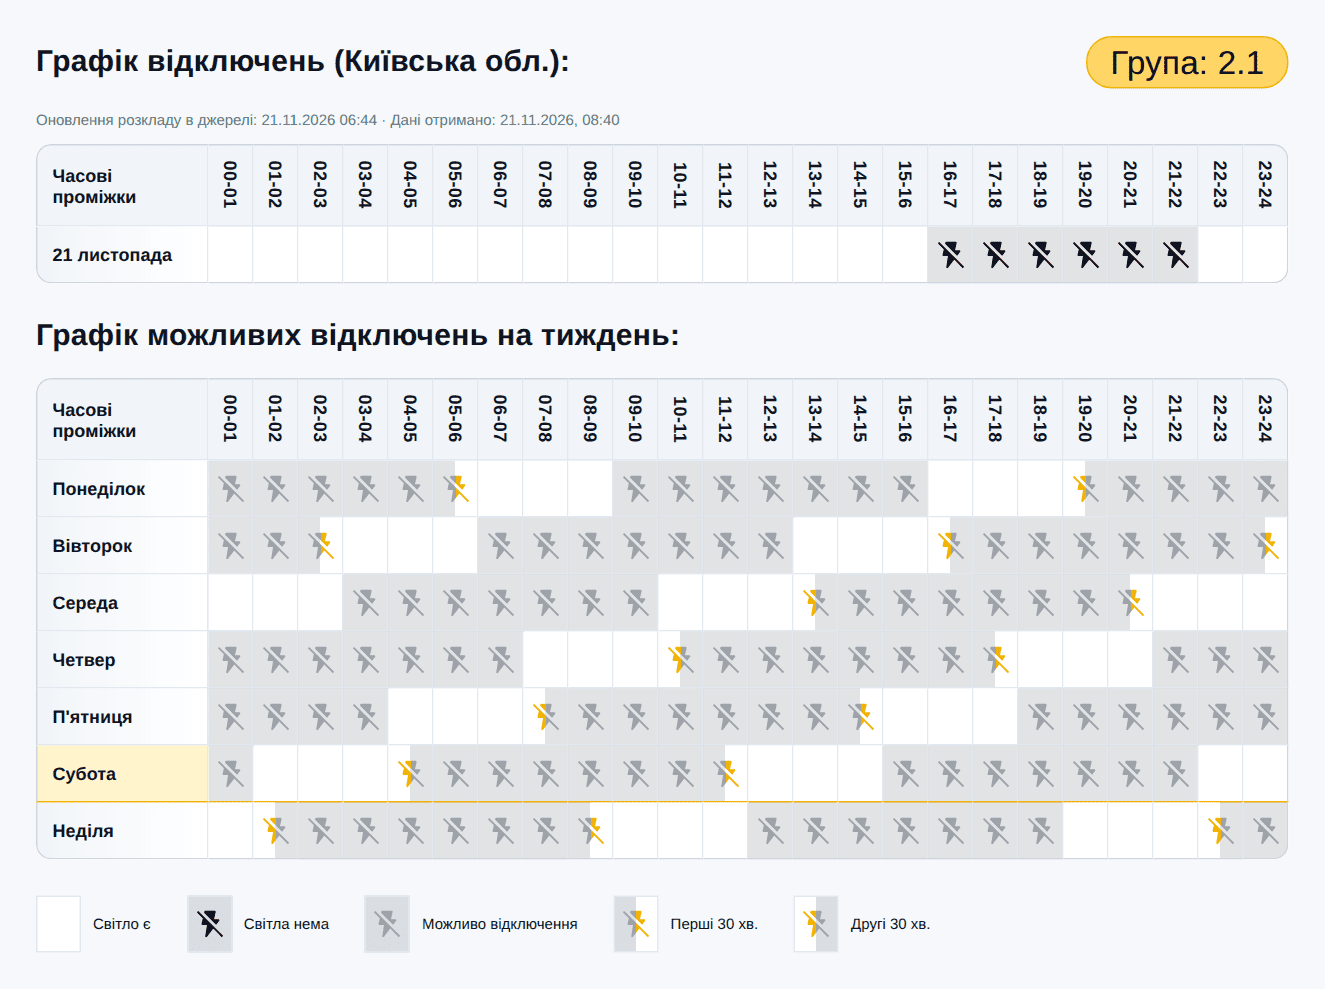 Графік відключень (Київська обл.):
Група: 2.1
Оновлення розкладу в джерелі: 21.11.2026 06:44 · Дані отримано: 21.11.2026, 08:40
Часові проміжки 00-01 01-02 02-03 03-04 04-05 05-06 06-07 07-08 08-09 09-10 10-11 11-12 12-13 13-14 14-15 15-16 16-17 17-18 18-19 19-20 20-21 21-22 22-23 23-24
21 листопада
Графік можливих відключень на тиждень:
Часові проміжки 00-01 01-02 02-03 03-04 04-05 05-06 06-07 07-08 08-09 09-10 10-11 11-12 12-13 13-14 14-15 15-16 16-17 17-18 18-19 19-20 20-21 21-22 22-23 23-24
Понеділок
Вівторок
Середа
Четвер
П'ятниця
Субота
Неділя
Світло є Світла нема Можливо відключення Перші 30 хв. Другі 30 хв.